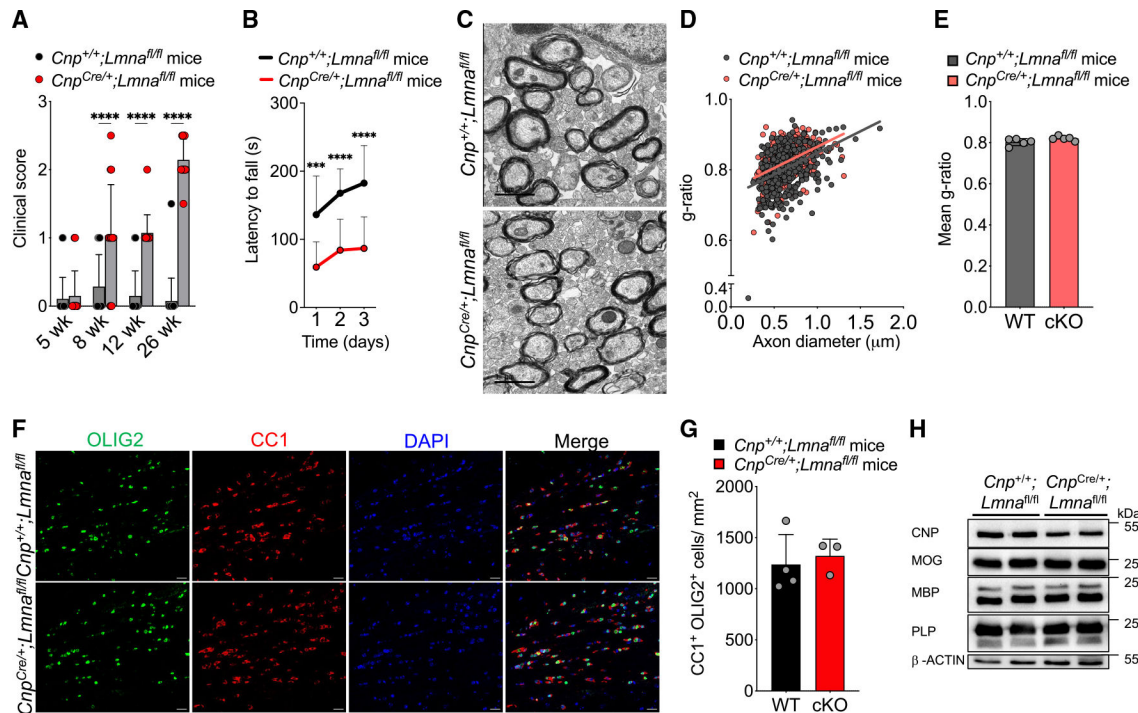 A
Cnp+/+;Lmnafl/fl mice
CnpCre/+;Lmnafl/fl mice
Clinical score
3
2
1
0
**** **** ****
5 wk
8 wk
12 wk
26 wk
B
Cnp+/+;Lmnafl/fl mice
CnpCre/+;Lmnafl/fl mice
Latency to fall (s)
300
200
100
0
***
****
****
1 2 3
Time (days)
C
Cnp+/+;Lmnafl/fl
CnpCre/+;Lmnafl/fl
D
Cnp+/+;Lmnafl/fl mice
CnpCre/+;Lmnafl/fl mice
g-ratio
1.0
0.8
0.6
0.4
0.0
0.0 0.5 1.0 1.5 2.0
Axon diameter (μm)
E
Cnp+/+;Lmnafl/fl mice
CnpCre/+;Lmnafl/fl mice
Mean g-ratio
1.0
0.8
0.6
0.4
0.2
0.0
WT cKO
F
OLIG2 CC1 DAPI Merge
Cnp+/+;Lmnafl/fl
CnpCre/+;Lmnafl/fl
G
Cnp+/+;Lmnafl/fl mice
CnpCre/+;Lmnafl/fl mice
CC1+ OLIG2+ cells/ mm2
2000
1500
1000
500
0
WT cKO
H
Cnp+/+; CnpCre/+;
Lmnafl/fl Lmnafl/fl
kDa
CNP 55
MOG 25
MBP 25
PLP 25
β-ACTIN 55